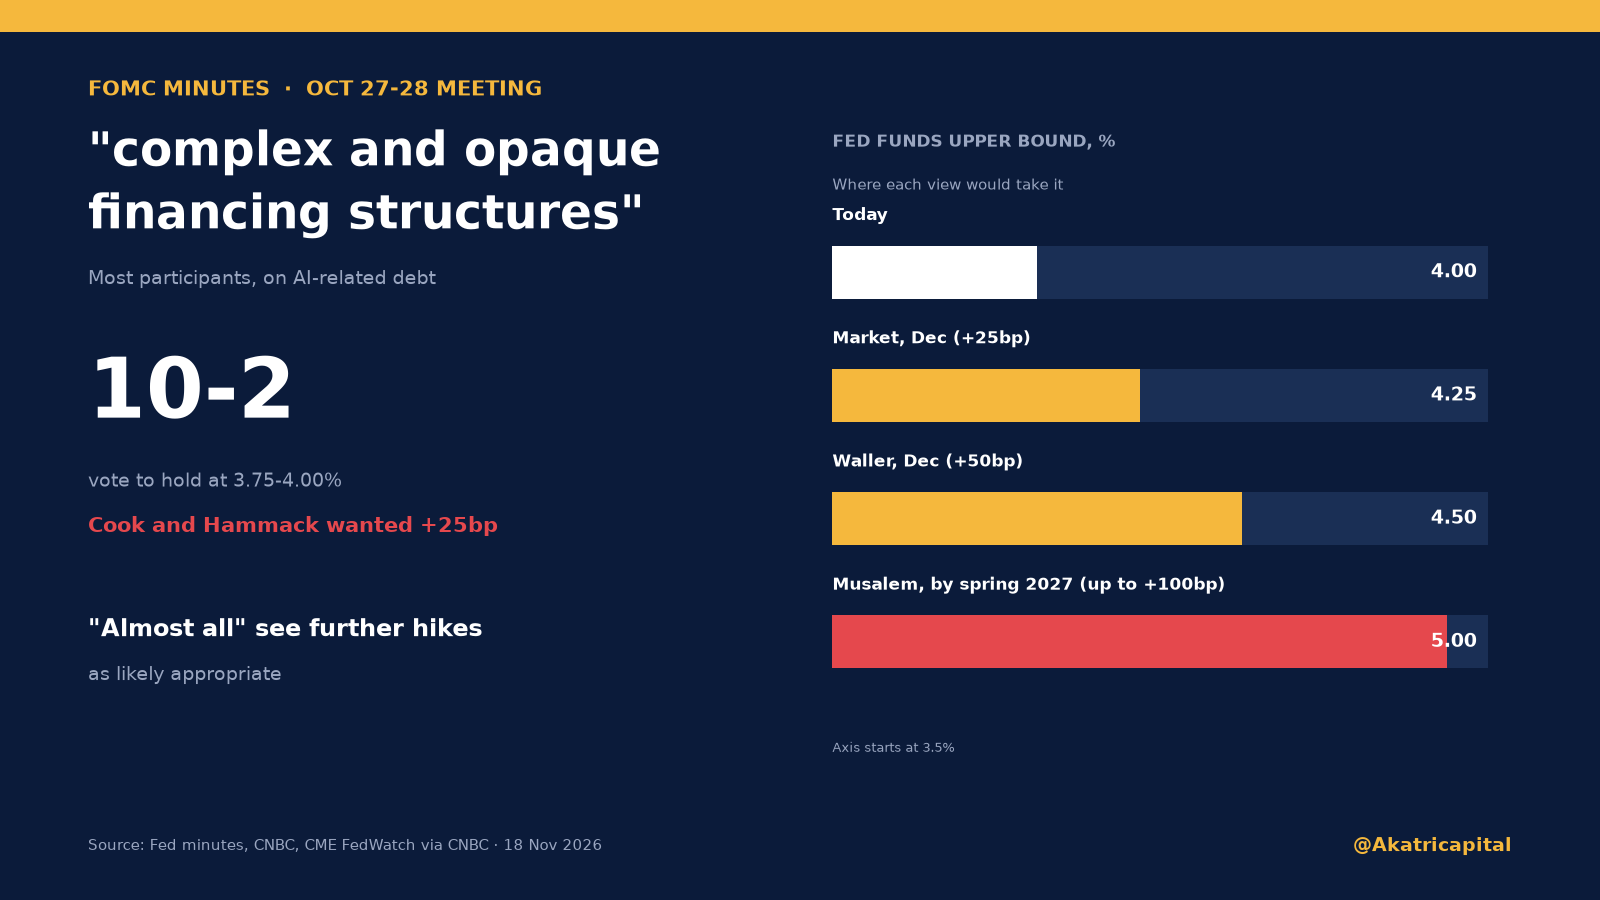 FOMC MINUTES · OCT 27-28 MEETING
"complex and opaque
financing structures"
Most participants, on AI-related debt
10-2
vote to hold at 3.75-4.00%
Cook and Hammack wanted +25bp
"Almost all" see further hikes
as likely appropriate
FED FUNDS UPPER BOUND, %
Where each view would take it
Today
4.00
Market, Dec (+25bp)
4.25
Waller, Dec (+50bp)
4.50
Musalem, by spring 2027 (up to +100bp)
5.00
Axis starts at 3.5%
Source: Fed minutes, CNBC, CME FedWatch via CNBC · 18 Nov 2026
@Akatricapital